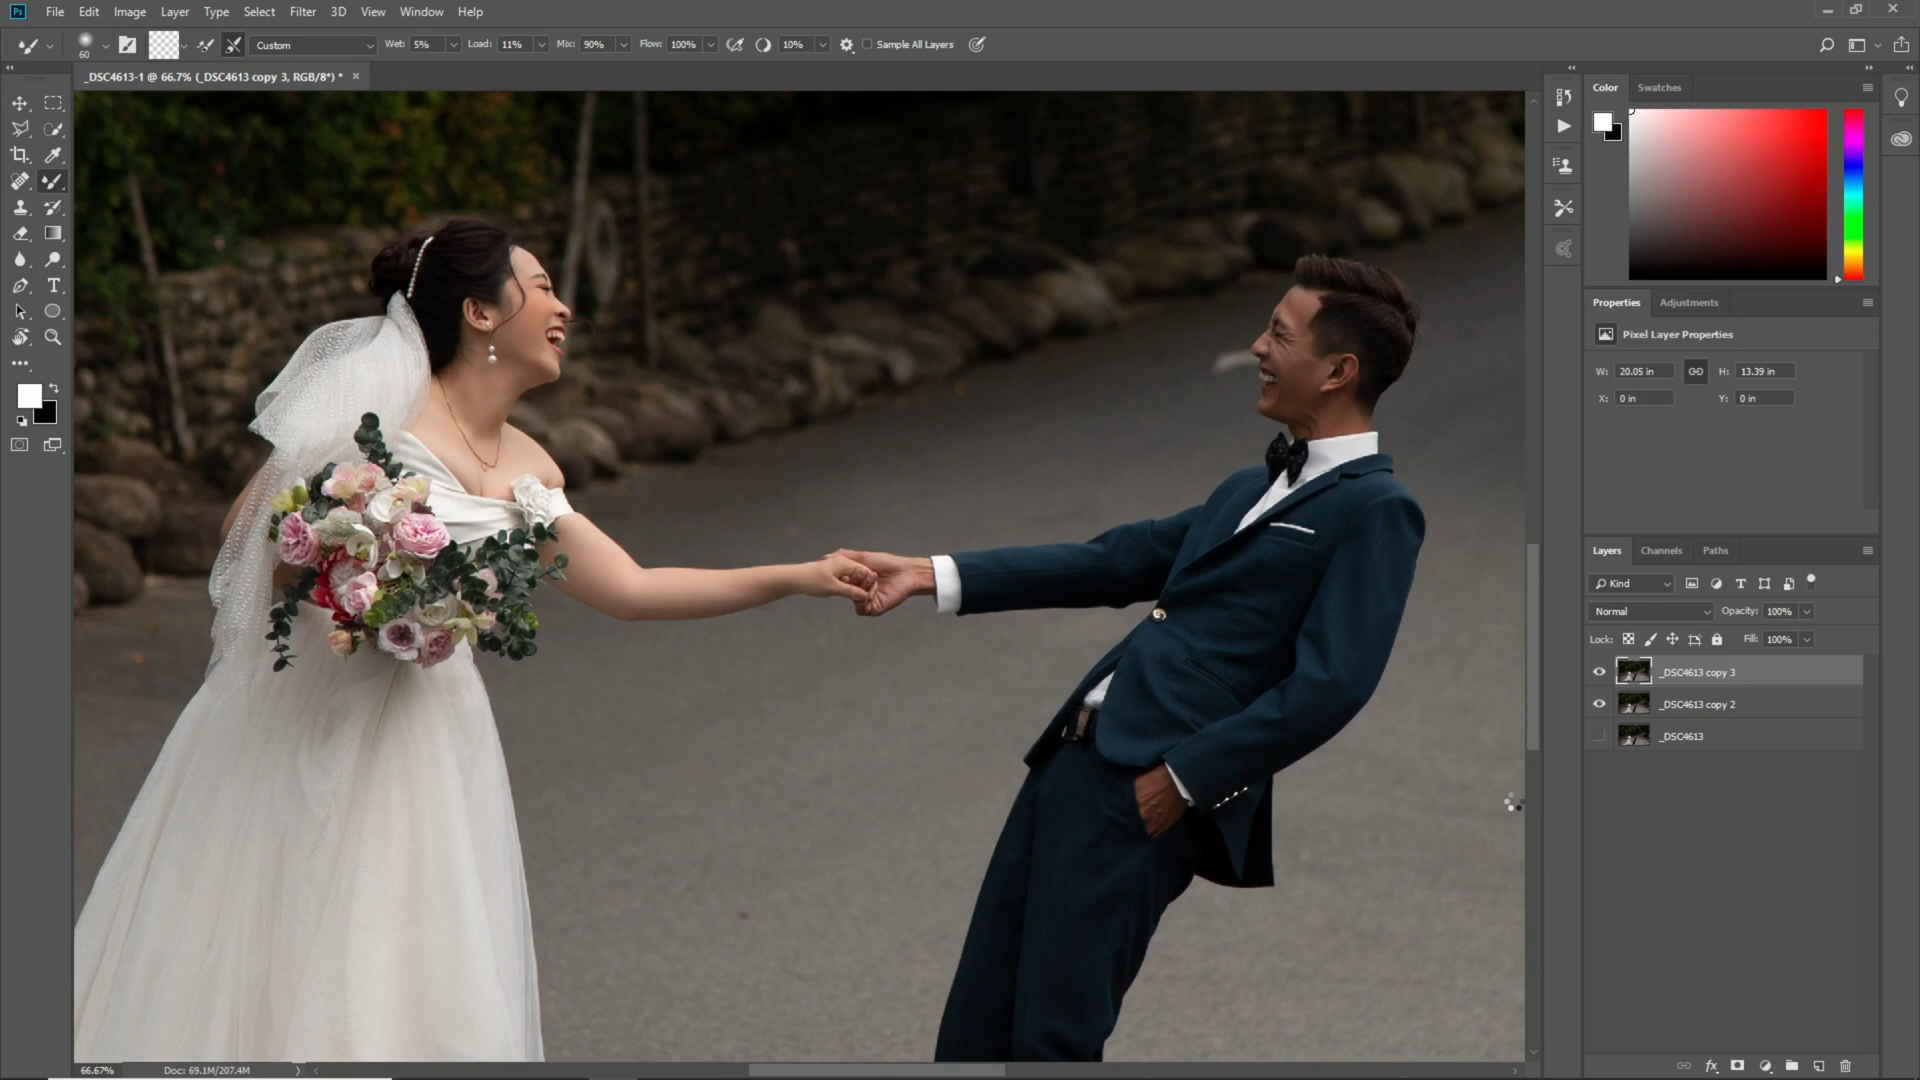 Ps File Edit Image Layer Type Select Filter 3D View Window Help
60 Custom Wet: 5% Load: 11% Mix: 90% Flow: 100% 10% Sample All Layers
_DSC4613-1 @ 66.7% (_DSC4613 copy 3, RGB/8*) * ×
Color Swatches
Properties Adjustments
Pixel Layer Properties
W: 20.05 in H: 13.39 in
X: 0 in Y: 0 in
Layers Channels Paths
Kind
Normal Opacity: 100%
Lock: Fill: 100%
_DSC4613 copy 3
_DSC4613 copy 2
_DSC4613
66.67% Doc: 69.1M/207.4M